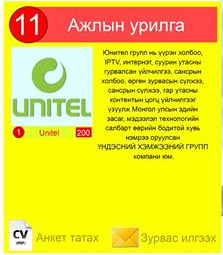 11 Ажлын урилга
Юнител групп нь үүрэн холбоо,
IPTV, интернэт, суурин утасны
гурвалсан үйлчилгээ, сансрын
холбоо, өргөн зурвасын сүлжээ,
сансрын сүлжээ, гар утасны
контентын цогц үйлчилгээг
үзүүлж Монгол улсын эдийн
засаг, мэдээлэл технологийн
салбарт өөрийн бодитой хувь
нэмрээ оруулсан
ҮНДЭСНИЙ ХЭМЖЭЭНИЙ ГРУПП
компани юм.
UNITEL
1 Unitel 200
CV
Анкет татах
Зурвас илгээх